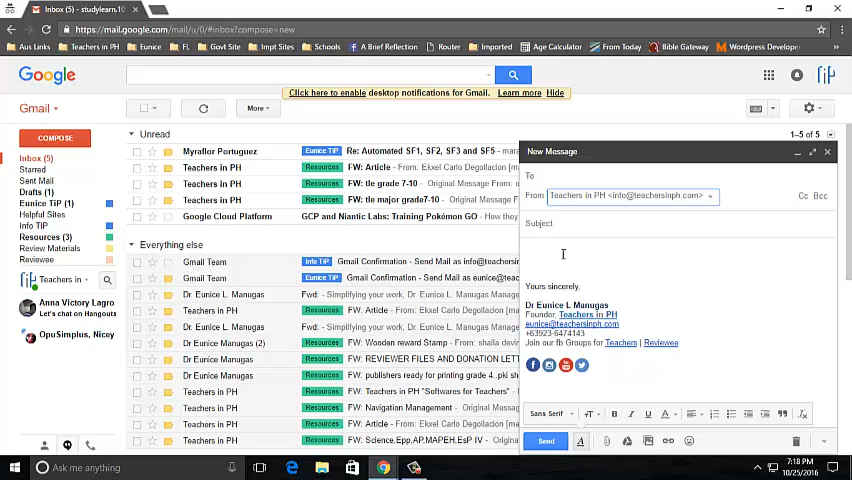 Inbox (5) - studylearn.10
https://mail.google.com/mail/u/0/#inbox?compose=new
Aus Links Teachers in PH Eunice FL Govt Site Impt Sites Schools A Brief Reflection Router Imported Age Calculator From Today Bible Gateway Wordpress Develope
Google
Click here to enable desktop notifications for Gmail. Learn more Hide
Gmail
More
COMPOSE
Inbox (5)
Starred
Sent Mail
Drafts (1)
Eunice TiP (1)
Helpful Sites
Info TiP
Resources (3)
Review Materials
Reviewee
Teachers in
Anna Victory Lagro
Let's chat on Hangouts
OpuSimplus, Nicey
Unread
1–5 of 5
Myraflor Portuguez Eunice TiP Re: Automated SF1, SF2, SF3 and SF5 - mara
Teachers in PH Resources FW: Article - From: Ekxel Carlo Degollacion [m
Teachers in PH Resources FW: tle grade 7-10 - Original Message From: 
Teachers in PH Resources FW: tle major grade7-10 - Original Message
Google Cloud Platform GCP and Niantic Labs: Training Pokémon GO - How they
Everything else
Gmail Team Info TiP Gmail Confirmation - Send Mail as info@teachersin
Gmail Team Eunice TiP Gmail Confirmation - Send Mail as eunice@tea
Dr. Eunice L. Manugas Fwd: - Simplifying your work, Dr. Eunice L. Manugas
Teachers in PH Resources FW: Article - From: Ekxel Carlo Degollacion [m
Dr. Eunice L. Manugas Fwd: - Simplifying your work, Dr. Eunice L. Manugas
Dr. Eunice Manugas (2) Resources FW: Wooden reward Stamp - From: shaila
Dr. Eunice Manugas Resources FW: REVIEWER FILES AND DONATION LETT
Dr. Eunice Manugas Resources FW: publishers ready for printing grade 4..pki
Teachers in PH Resources FW: Teachers in PH "Softwares for Teachers"
Teachers in PH Resources FW: Navigation Management - Original
Teachers in PH Resources FW: Article - From: Ekxel Carlo Degollacion [m
Teachers in PH Resources FW: Science,Epp,AP,MAPEH,EsP IV - From:
New Message
To
From Teachers in PH <info@teachersinph.com>
Cc Bcc
Subject
Yours sincerely,
Dr Eunice L Manugas
Founder, Teachers in PH
eunice@teachersinph.com
+63923-6474143
Join our fb Groups for Teachers | Reviewee
Sans Serif
Send
Ask me anything
7:18 PM
10/25/2016